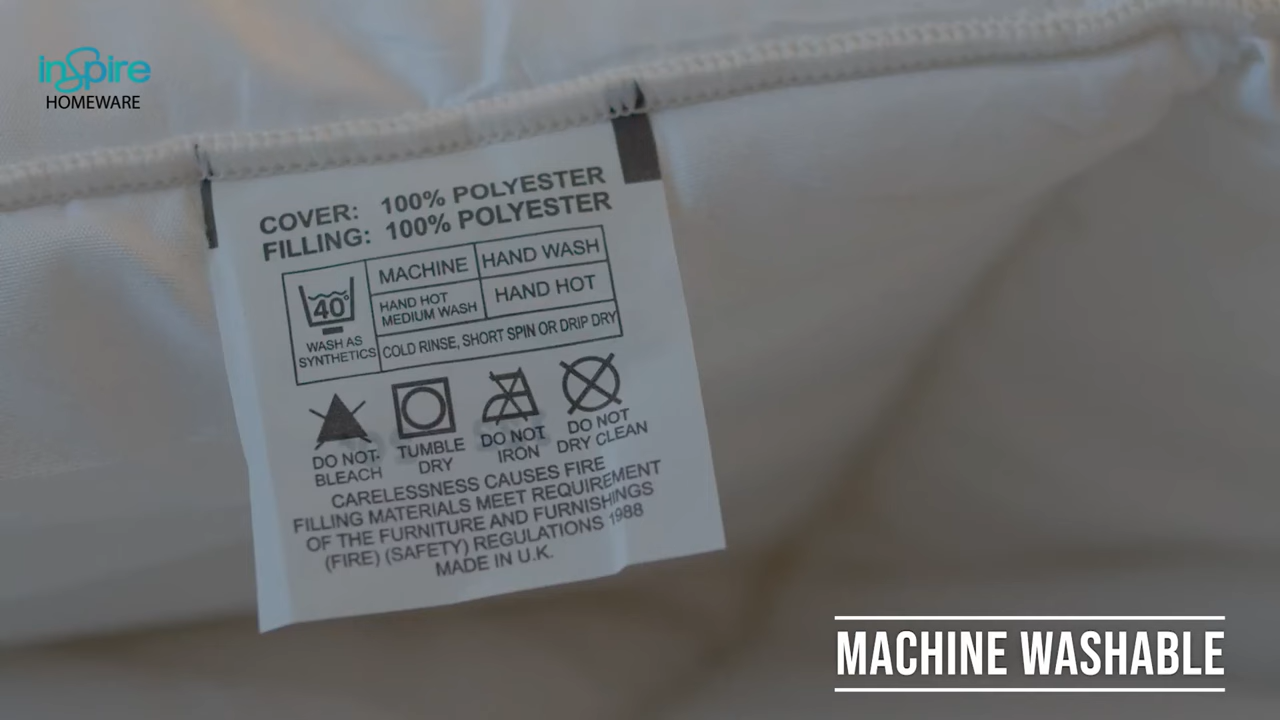 inspire
HOMEWARE
COVER: 100% POLYESTER
FILLING: 100% POLYESTER
40°
WASH AS
SYNTHETICS
MACHINE
HAND WASH
HAND HOT
MEDIUM WASH
HAND HOT
COLD RINSE, SHORT SPIN OR DRIP DRY
DO NOT
BLEACH
TUMBLE
DRY
DO NOT
IRON
DO NOT
DRY CLEAN
CARELESSNESS CAUSES FIRE
FILLING MATERIALS MEET REQUIREMENT
OF THE FURNITURE AND FURNISHINGS
(FIRE) (SAFETY) REGULATIONS 1988
MADE IN U.K.
MACHINE WASHABLE